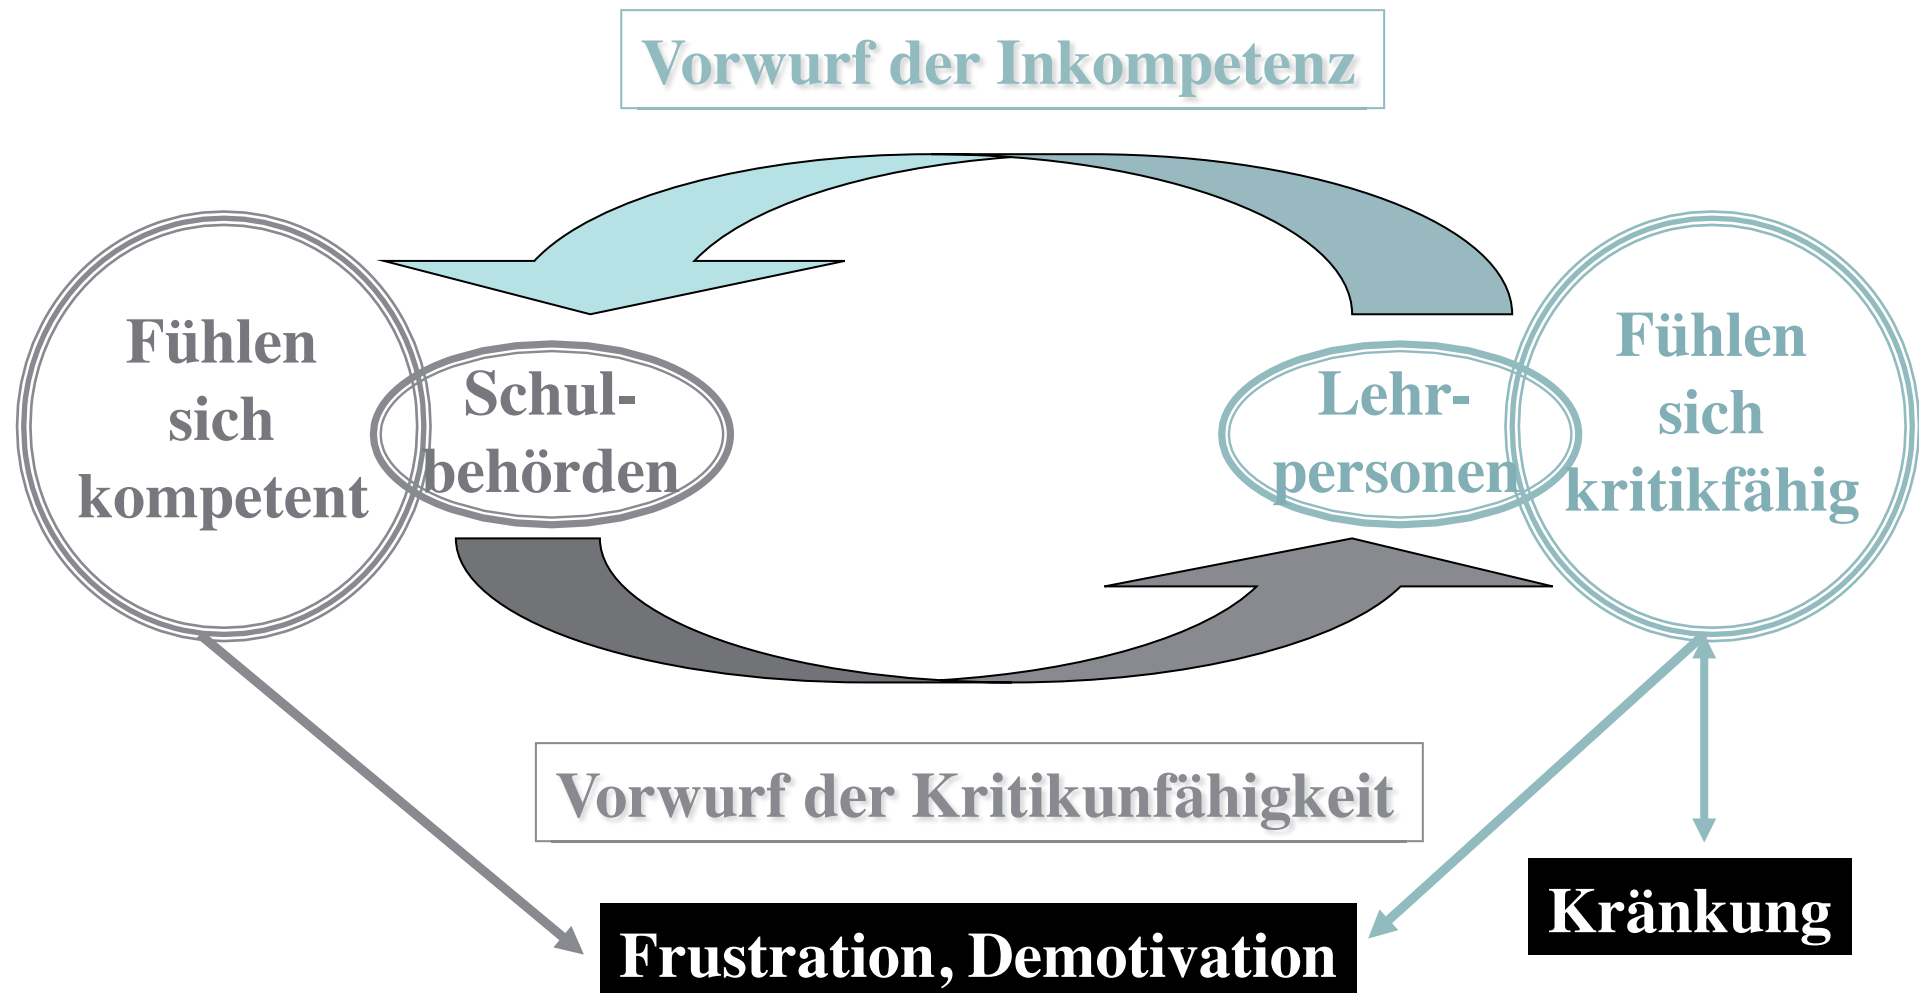 Vorwurf der Inkompetenz
Fühlen
sich
kompetent
Schul-
behörden
Lehr-
personen
Fühlen
sich
kritikfähig
Vorwurf der Kritikunfähigkeit
Kränkung
Frustration, Demotivation